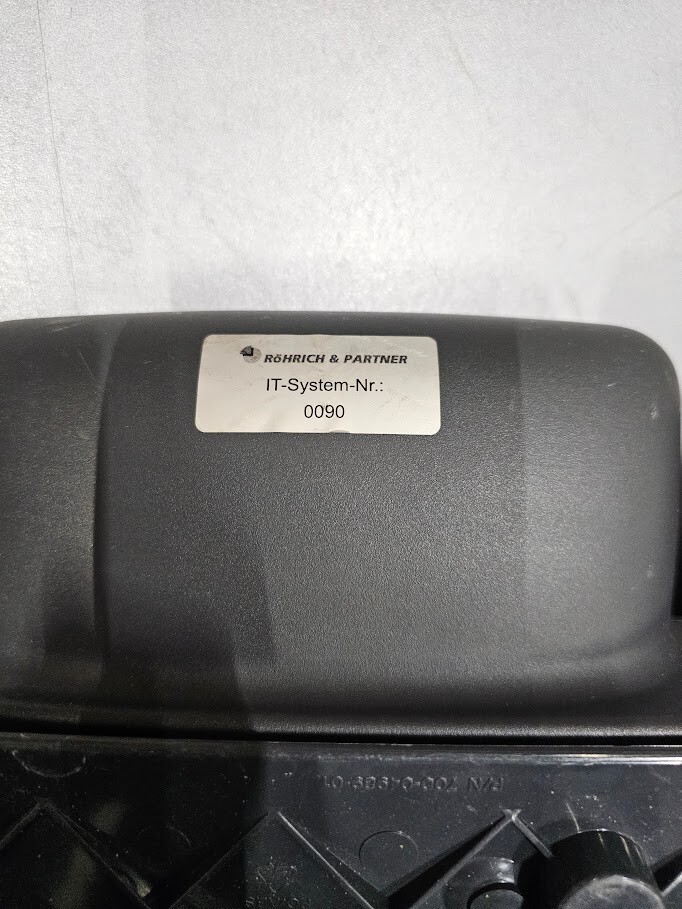 RÖHRICH & PARTNER
IT-System-Nr.:
0090